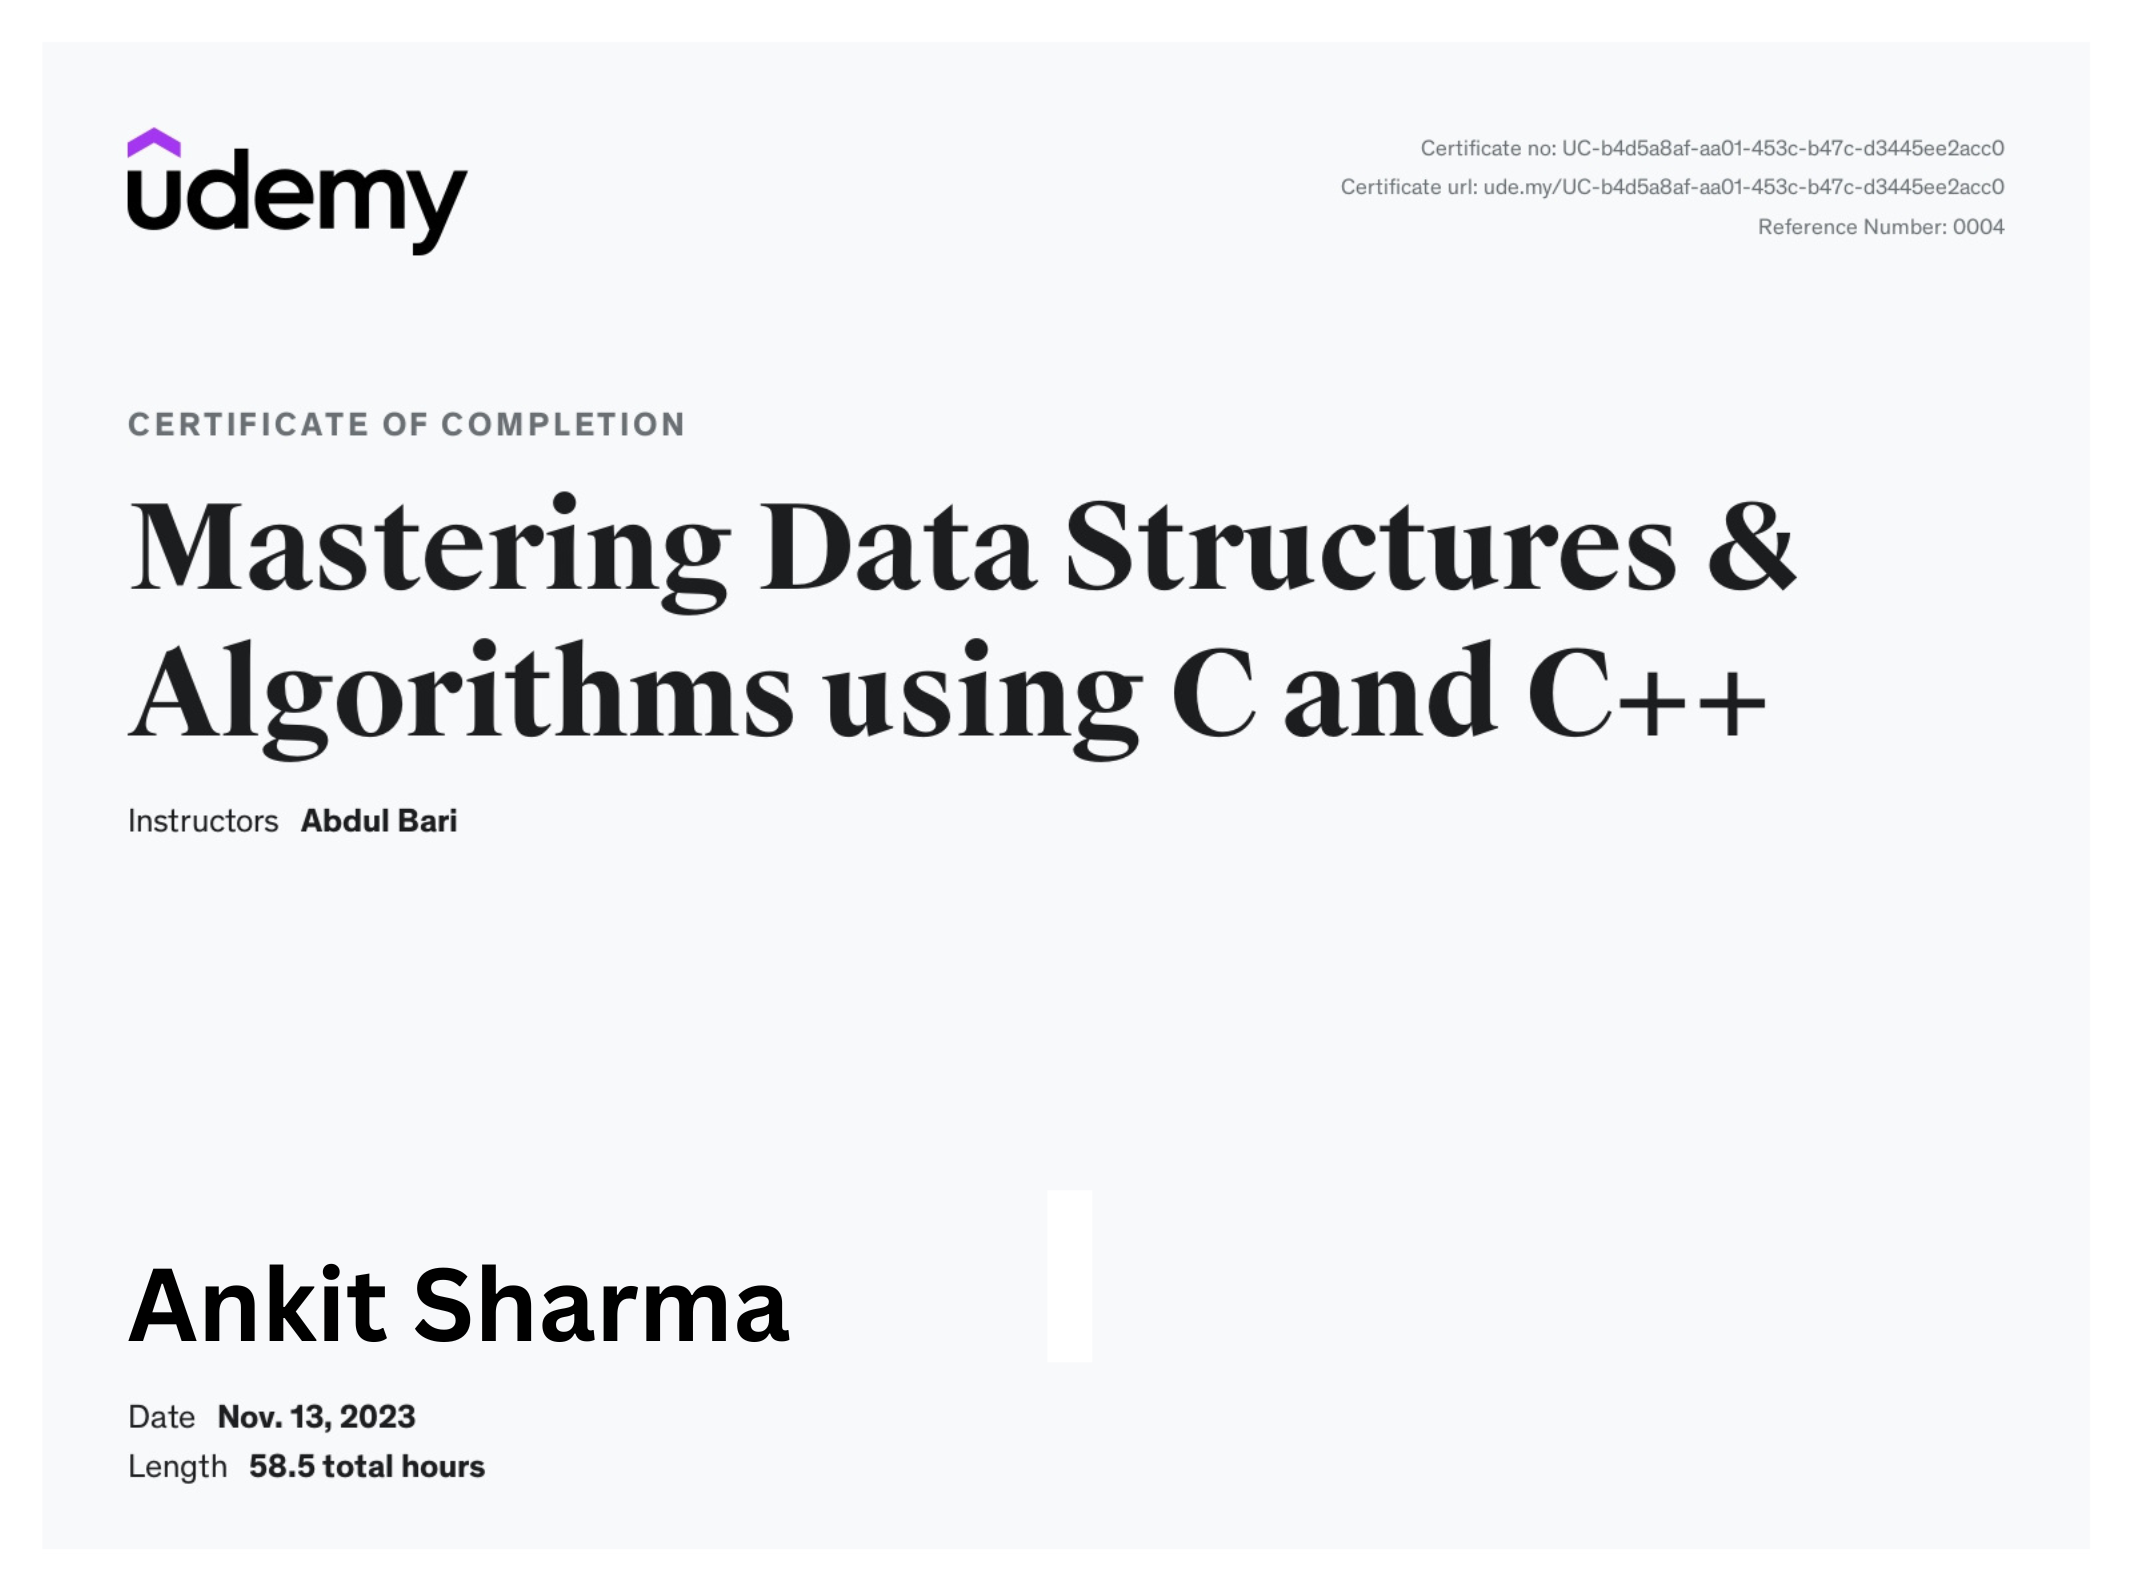 udemy
Certificate no: UC-b4d5a8af-aa01-453c-b47c-d3445ee2acc0
Certificate url: ude.my/UC-b4d5a8af-aa01-453c-b47c-d3445ee2acc0
Reference Number: 0004
CERTIFICATE OF COMPLETION
Mastering Data Structures &
Algorithms using C and C++
Instructors Abdul Bari
Ankit Sharma
Date Nov. 13, 2023
Length 58.5 total hours